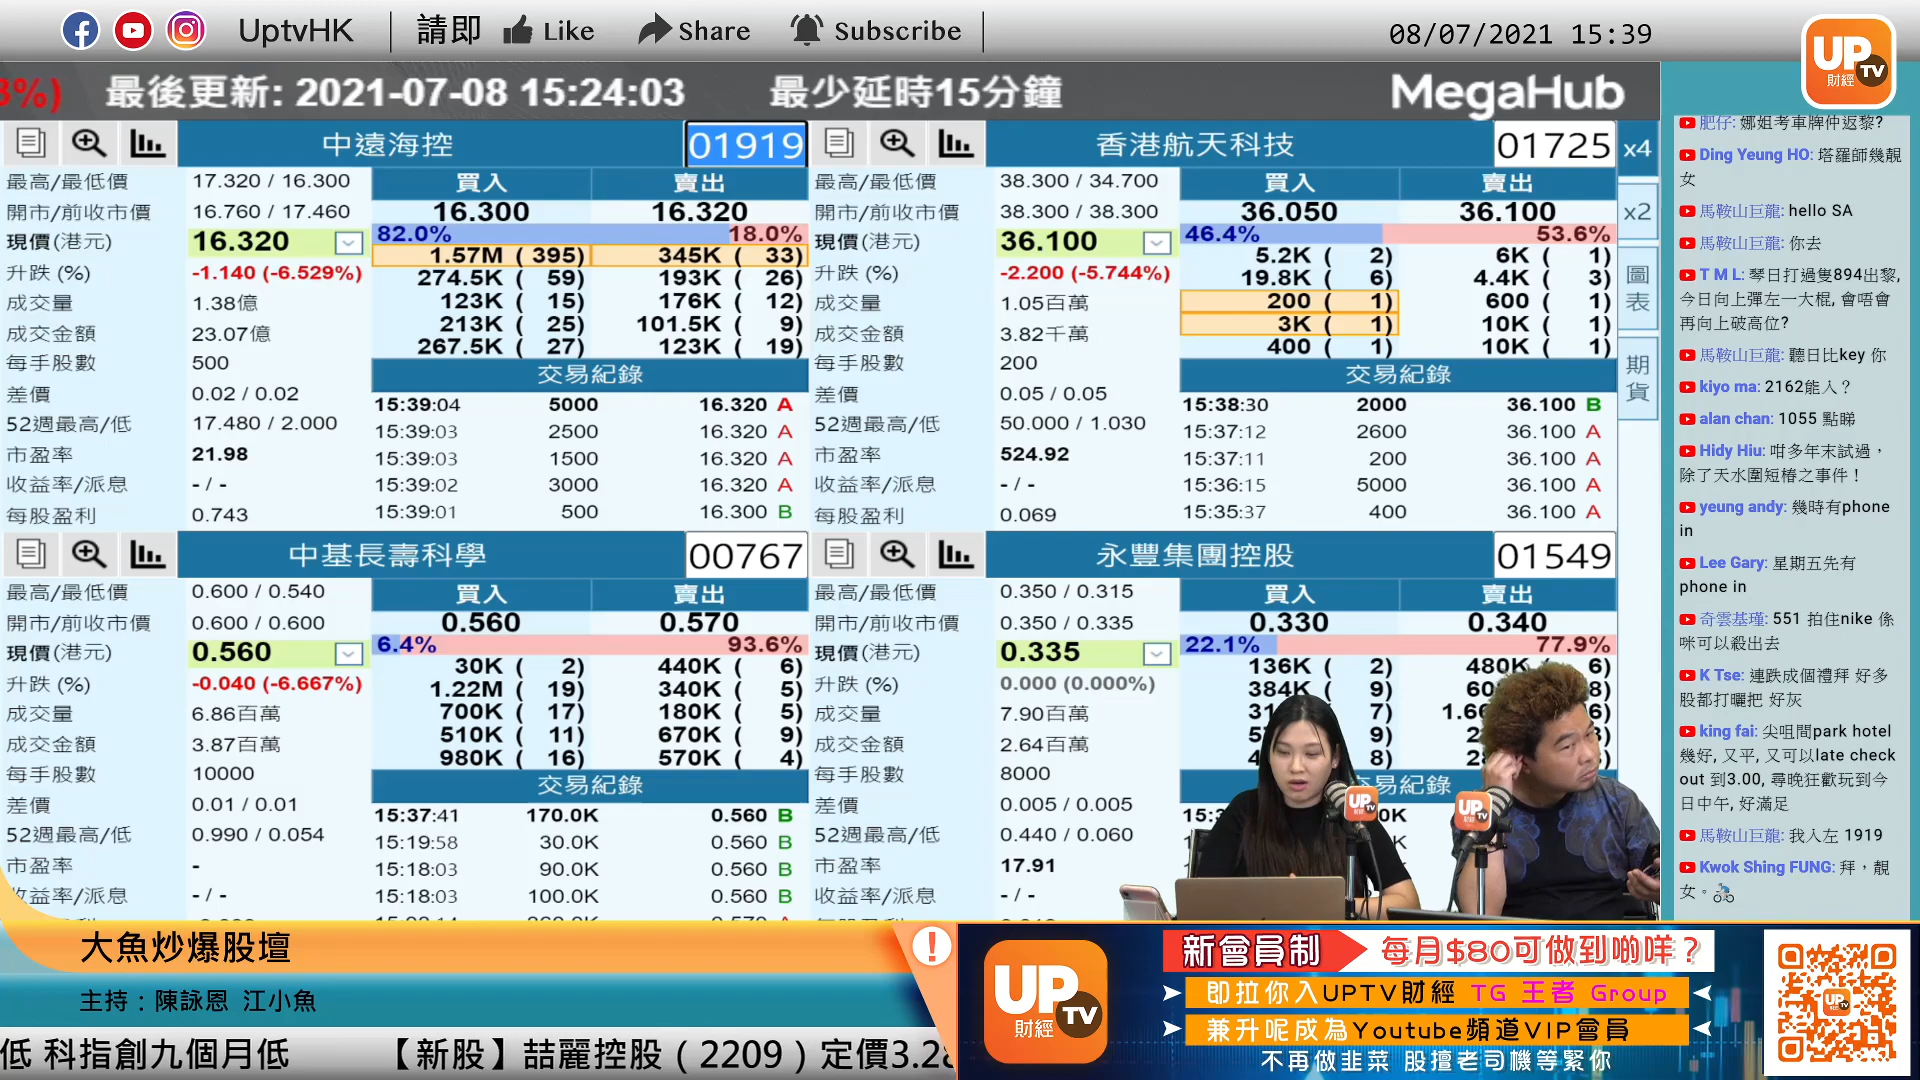 UptvHK 請即 Like Share Subscribe 08/07/2021 15:39
UP TV 財經
最後更新: 2021-07-08 15:24:03 最少延時15分鐘 MegaHub
中遠海控 01919
最高/最低價 17.320 / 16.300
開市/前收市價 16.760 / 17.460
現價(港元) 16.320
升跌 (%) -1.140 (-6.529%)
成交量 1.38億
成交金額 23.07億
每手股數 500
差價 0.02 / 0.02
52週最高/低 17.480 / 2.000
市盈率 21.98
收益率/派息 - / -
每股盈利 0.743
買入 賣出
16.300 16.320
82.0% 18.0%
1.57M ( 395) 345K ( 33)
274.5K ( 59) 193K ( 26)
123K ( 15) 176K ( 12)
213K ( 25) 101.5K ( 9)
267.5K ( 27) 123K ( 19)
交易紀錄
15:39:04 5000 16.320 A
15:39:03 2500 16.320 A
15:39:03 1500 16.320 A
15:39:02 3000 16.320 A
15:39:01 500 16.300 B
香港航天科技 01725
最高/最低價 38.300 / 34.700
開市/前收市價 38.300 / 38.300
現價(港元) 36.100
升跌 (%) -2.200 (-5.744%)
成交量 1.05百萬
成交金額 3.82千萬
每手股數 200
差價 0.05 / 0.05
52週最高/低 50.000 / 1.030
市盈率 524.92
收益率/派息 - / -
每股盈利 0.069
買入 賣出
36.050 36.100
46.4% 53.6%
5.2K ( 2) 6K ( 1)
19.8K ( 6) 4.4K ( 3)
200 ( 1) 600 ( 1)
3K ( 1) 10K ( 1)
400 ( 1) 10K ( 1)
交易紀錄
15:38:30 2000 36.100 B
15:37:12 2600 36.100 A
15:37:11 200 36.100 A
15:36:15 5000 36.100 A
15:35:37 400 36.100 A
x4
x2
圖表
期貨
中基長壽科學 00767
最高/最低價 0.600 / 0.540
開市/前收市價 0.600 / 0.600
現價(港元) 0.560
升跌 (%) -0.040 (-6.667%)
成交量 6.86百萬
成交金額 3.87百萬
每手股數 10000
差價 0.01 / 0.01
52週最高/低 0.990 / 0.054
市盈率 -
收益率/派息 - / -
買入 賣出
0.560 0.570
6.4% 93.6%
30K ( 2) 440K ( 6)
1.22M ( 19) 340K ( 5)
700K ( 17) 180K ( 5)
510K ( 11) 670K ( 9)
980K ( 16) 570K ( 4)
交易紀錄
15:37:41 170.0K 0.560 B
15:19:58 30.0K 0.560 B
15:18:03 90.0K 0.560 B
15:18:03 100.0K 0.560 B
永豐集團控股 01549
最高/最低價 0.350 / 0.315
開市/前收市價 0.350 / 0.335
現價(港元) 0.335
升跌 (%) 0.000 (0.000%)
成交量 7.90百萬
成交金額 2.64百萬
每手股數 8000
差價 0.005 / 0.005
52週最高/低 0.440 / 0.060
市盈率 17.91
收益率/派息 - / -
買入 賣出
0.330 0.340
22.1% 77.9%
136K ( 2) 480K 6)
384K ( 9)
7)
9)
8)
肥仔: 娜姐考車牌仲返黎?
Ding Yeung HO: 塔羅師幾靚
女
馬鞍山巨龍: hello SA
馬鞍山巨龍: 你去
T M L: 琴日打過隻894出黎,
今日向上彈左一大棍, 會唔會
再向上破高位?
馬鞍山巨龍: 聽日比key 你
kiyo ma: 2162能入？
alan chan: 1055 點睇
Hidy Hiu: 咁多年末試過，
除了天水圍短樁之事件！
yeung andy: 幾時有phone
in
Lee Gary: 星期五先有
phone in
奇雲基瑾: 551 拍住nike 係
咪可以殺出去
K Tse: 連跌成個禮拜 好多
股都打曬把 好灰
king fai: 尖咀間park hotel
幾好, 又平, 又可以late check
out 到3.00, 尋晚狂歡玩到今
日中午, 好滿足
馬鞍山巨龍: 我入左 1919
Kwok Shing FUNG: 拜，靚
女。
UP TV
UP TV
大魚炒爆股壇
主持：陳詠恩 江小魚
低 科指創九個月低 【新股】喆麗控股（2209）定價3.28
!
UP TV 財經
新會員制 每月$80可做到啲咩？
即拉你入UPTV財經 TG 王者 Group
兼升呢成為Youtube頻道VIP會員
不再做韭菜 股擅老司機等緊你
UP TV